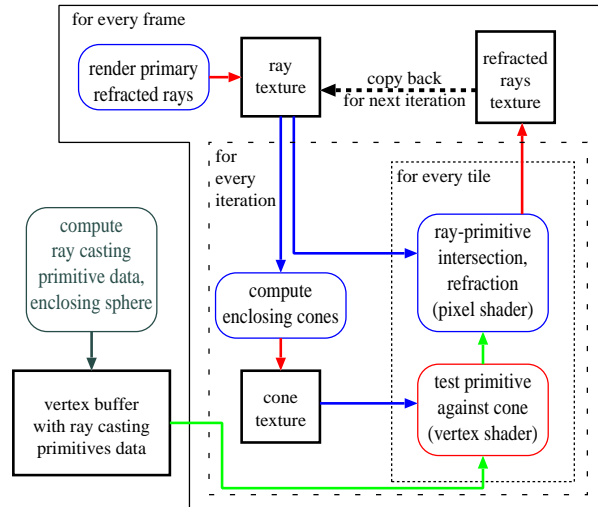 for every frame
render primary
refracted rays
ray
texture
copy back
for next iteration
refracted
rays
texture
for
every
iteration
for every tile
compute
ray casting
primitive data,
enclosing sphere
ray-primitive
intersection,
refraction
(pixel shader)
compute
enclosing cones
vertex buffer
with ray casting
primitives data
cone
texture
test primitive
against cone
(vertex shader)